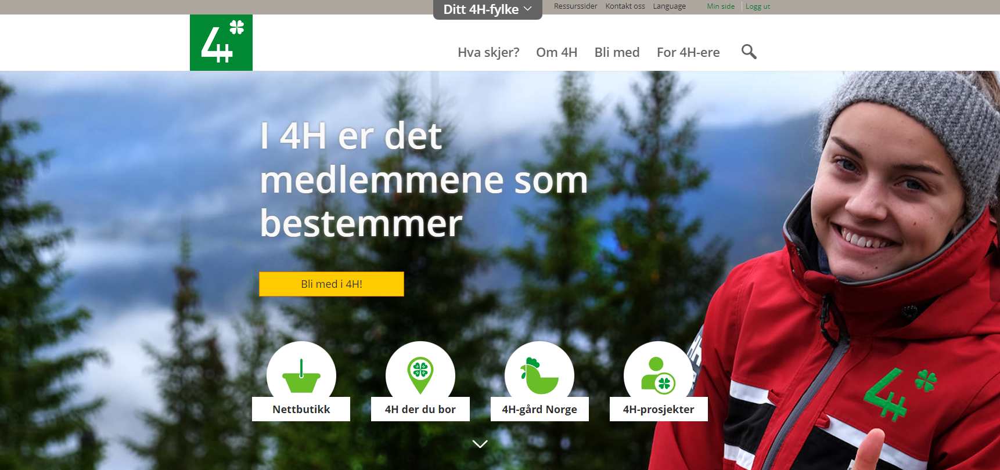 Ditt 4H-fylke
Ressurssider Kontakt oss Language Min side Logg ut
4H
Hva skjer? Om 4H Bli med For 4H-ere
I 4H er det
medlemmene som
bestemmer
Bli med i 4H!
Nettbutikk 4H der du bor 4H-gård Norge 4H-prosjekter
4H